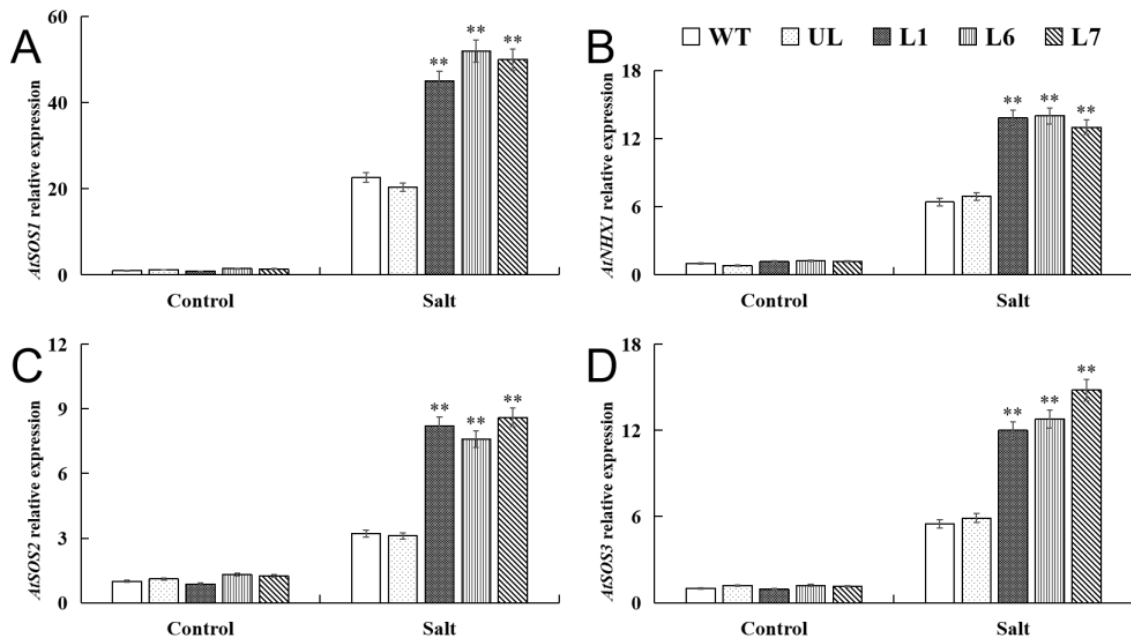 A
AtSOS1 relative expression
60
40
20
0
** ** **
Control Salt
B
WT UL L1 L6 L7
AtNHX1 relative expression
18
12
6
0
** ** **
Control Salt
C
AtSOS2 relative expression
12
9
6
3
0
** ** **
Control Salt
D
AtSOS3 relative expression
18
12
6
0
** ** **
Control Salt